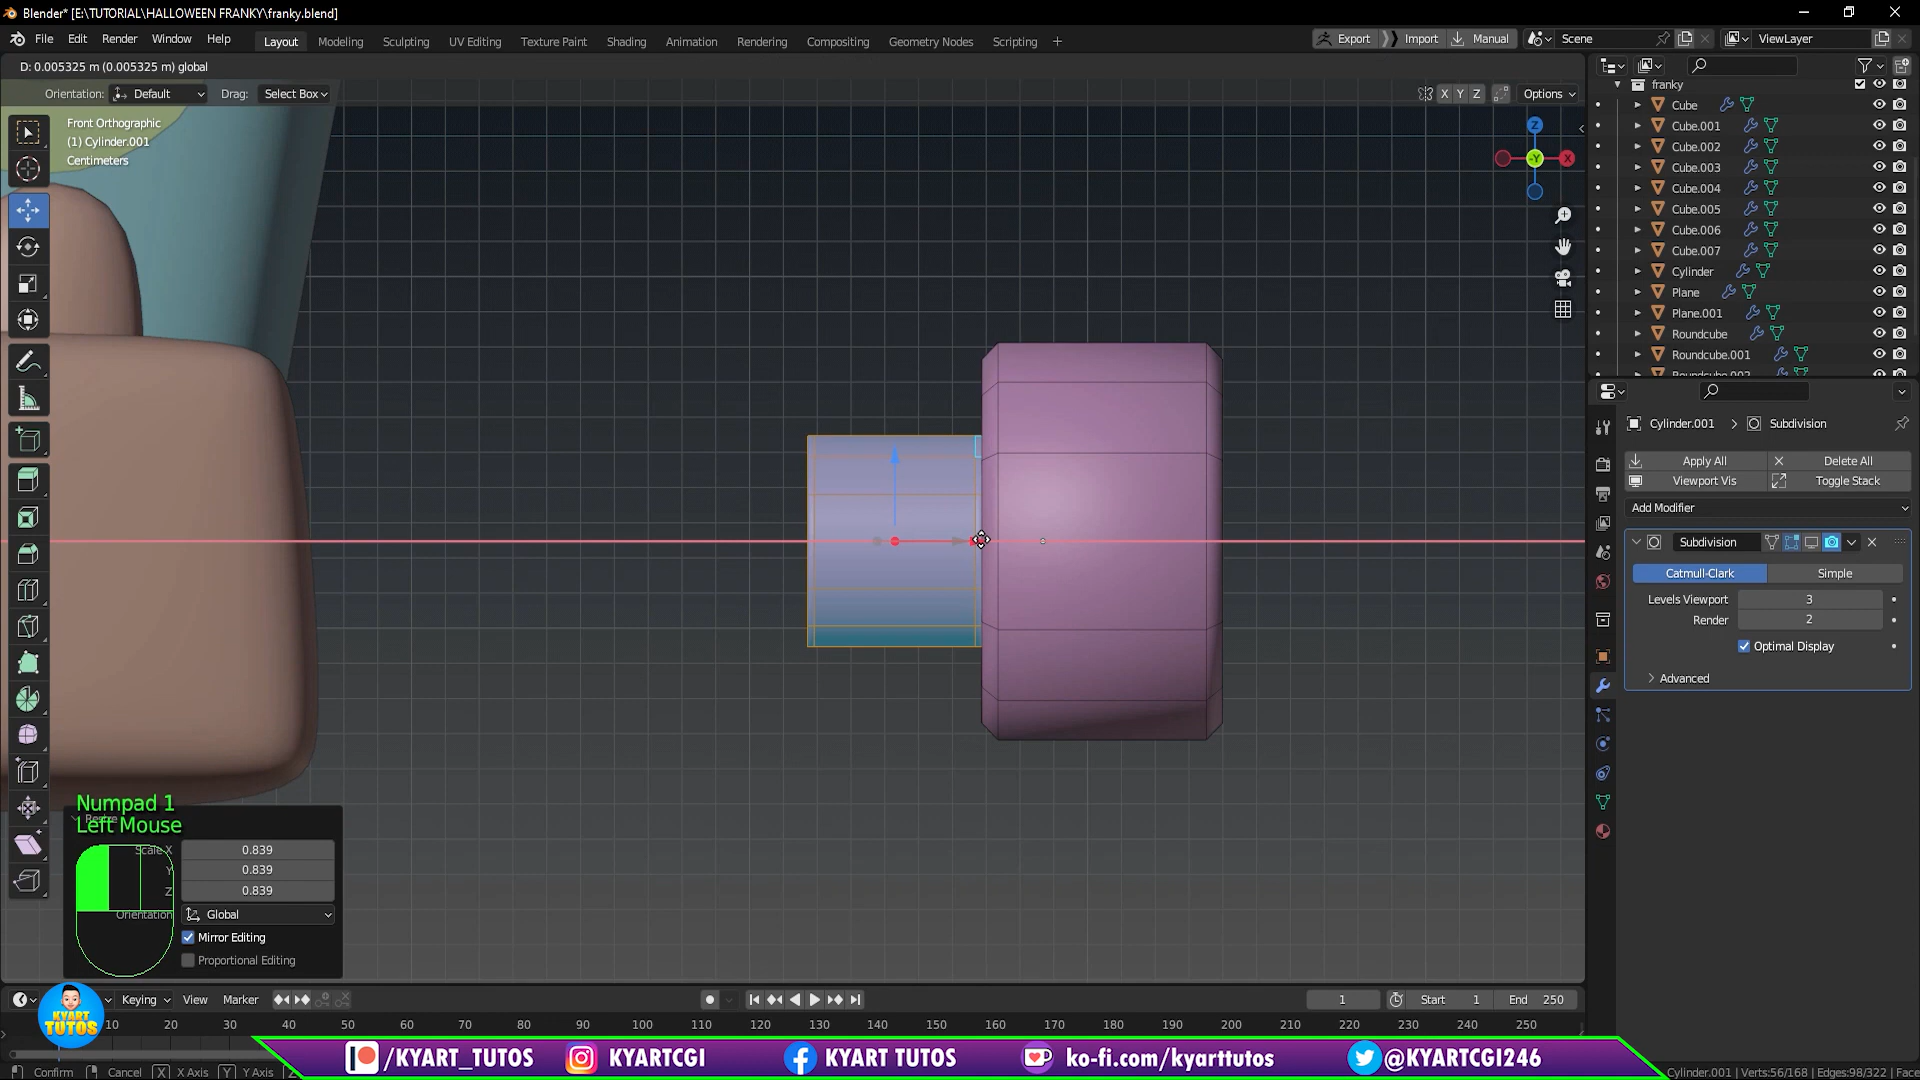 Blender* [E:\TUTORIAL\HALLOWEEN FRANKY\franky.blend]
File Edit Render Window Help
Layout Modeling Sculpting UV Editing Texture Paint Shading Animation Rendering Compositing Geometry Nodes Scripting +
Export Import Manual Scene ViewLayer
D: 0.005325 m (0.005325 m) global
Orientation: Default Drag: Select Box
X Y Z Options
Front Orthographic
(1) Cylinder.001
Centimeters
Z
-Y
X
franky
Cube
Cube.001
Cube.002
Cube.003
Cube.004
Cube.005
Cube.006
Cube.007
Cylinder
Plane
Plane.001
Roundcube
Roundcube.001
Roundcube.002
Cylinder.001 > Subdivision
Apply All Delete All
Viewport Vis Toggle Stack
Add Modifier
Subdivision
Catmull-Clark Simple
Levels Viewport 3
Render 2
Optimal Display
Advanced
Numpad 1
Resize
Left Mouse
Scale X 0.839
Y 0.839
Z 0.839
Orientation Global
Mirror Editing
Proportional Editing
Keying View Marker
1 Start 1 End 250
10 20 30 40 50 60 70 80 90 100 110 120 130 140 150 160 170 180 190 200 210 220 230 240 250
KYART TUTOS
/KYART_TUTOS KYARTCGI KYART TUTOS ko-fi.com/kyarttutos @KYARTCGI246
Confirm Cancel X X Axis Y Y Axis Z
Cylinder.001 | Verts:56/168 | Edges:98/322 | Face